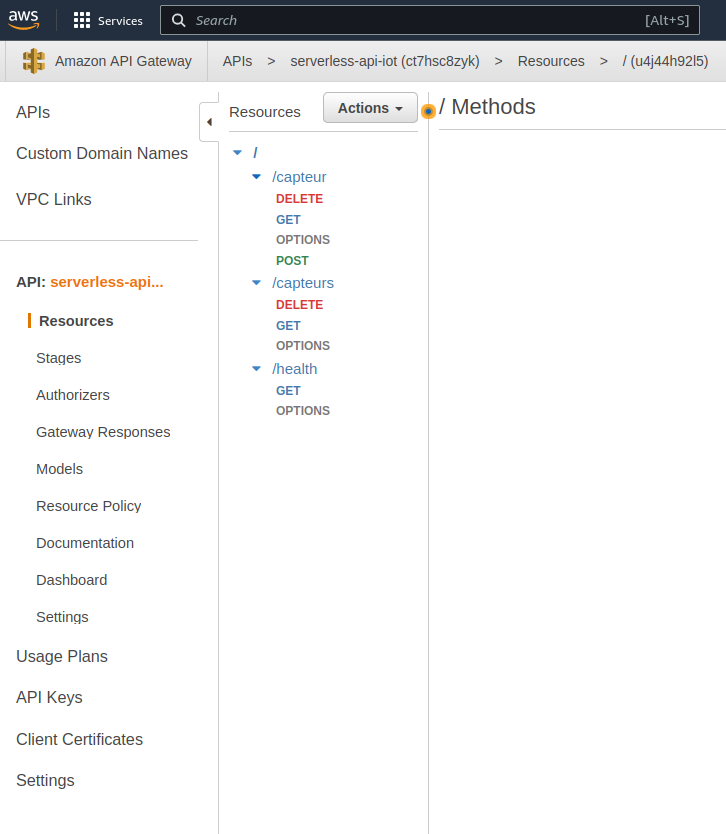 aws Services Search [Alt+S]
Amazon API Gateway APIs > serverless-api-iot (ct7hsc8zyk) > Resources > / (u4j44h92l5)
APIs
Custom Domain Names
VPC Links
API: serverless-api...
Resources
Stages
Authorizers
Gateway Responses
Models
Resource Policy
Documentation
Dashboard
Settings
Usage Plans
API Keys
Client Certificates
Settings
Resources Actions
/
/capteur
DELETE
GET
OPTIONS
POST
/capteurs
DELETE
GET
OPTIONS
/health
GET
OPTIONS
/ Methods